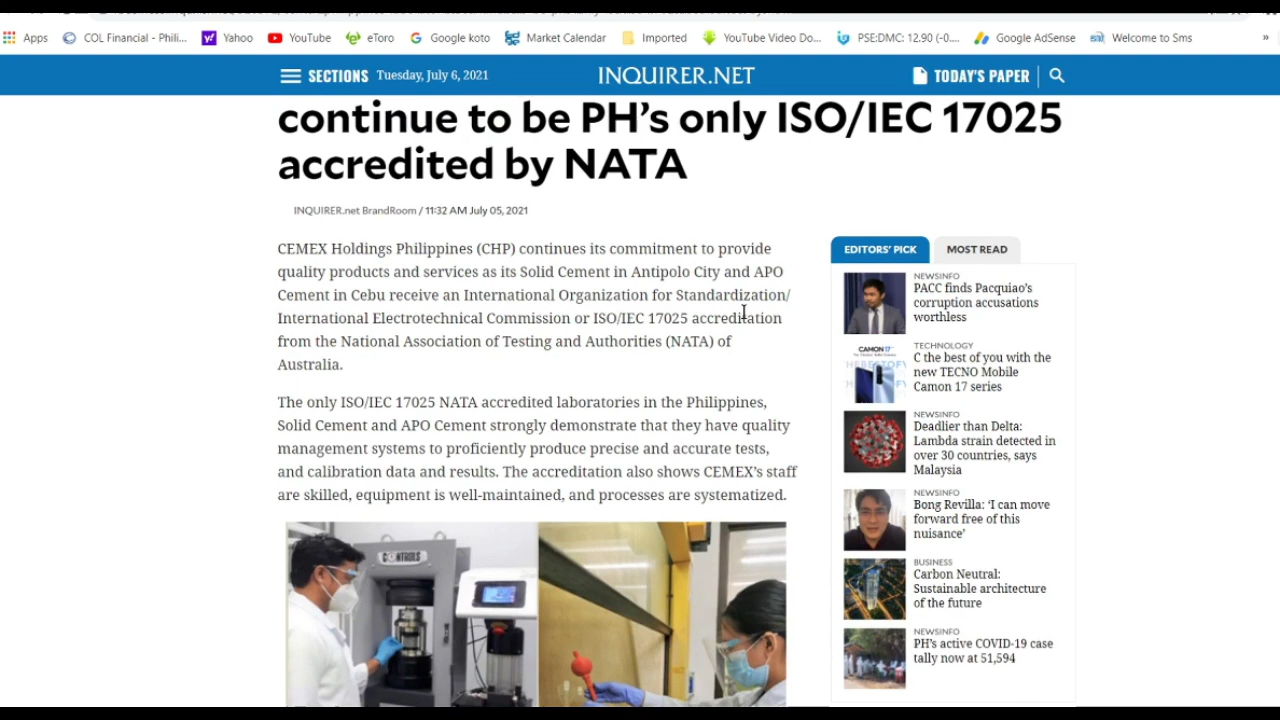 Apps COL Financial - Phili... Yahoo YouTube eToro Google koto Market Calendar Imported YouTube Video Do... PSE:DMC: 12.90 (-0.... Google AdSense Welcome to Sms »
SECTIONS Tuesday, July 6, 2021 INQUIRER.NET TODAY'S PAPER
continue to be PH's only ISO/IEC 17025
accredited by NATA
INQUIRER.net BrandRoom / 11:32 AM July 05, 2021
CEMEX Holdings Philippines (CHP) continues its commitment to provide
quality products and services as its Solid Cement in Antipolo City and APO
Cement in Cebu receive an International Organization for Standardization/
International Electrotechnical Commission or ISO/IEC 17025 accreditation
from the National Association of Testing and Authorities (NATA) of
Australia.
The only ISO/IEC 17025 NATA accredited laboratories in the Philippines,
Solid Cement and APO Cement strongly demonstrate that they have quality
management systems to proficiently produce precise and accurate tests,
and calibration data and results. The accreditation also shows CEMEX's staff
are skilled, equipment is well-maintained, and processes are systematized.
CONTROLS
EDITORS' PICK MOST READ
NEWSINFO
PACC finds Pacquiao's
corruption accusations
worthless
CAMON 17
TECHNOLOGY
C the best of you with the
new TECNO Mobile
Camon 17 series
NEWSINFO
Deadlier than Delta:
Lambda strain detected in
over 30 countries, says
Malaysia
NEWSINFO
Bong Revilla: 'I can move
forward free of this
nuisance'
BUSINESS
Carbon Neutral:
Sustainable architecture
of the future
NEWSINFO
PH's active COVID-19 case
tally now at 51,594